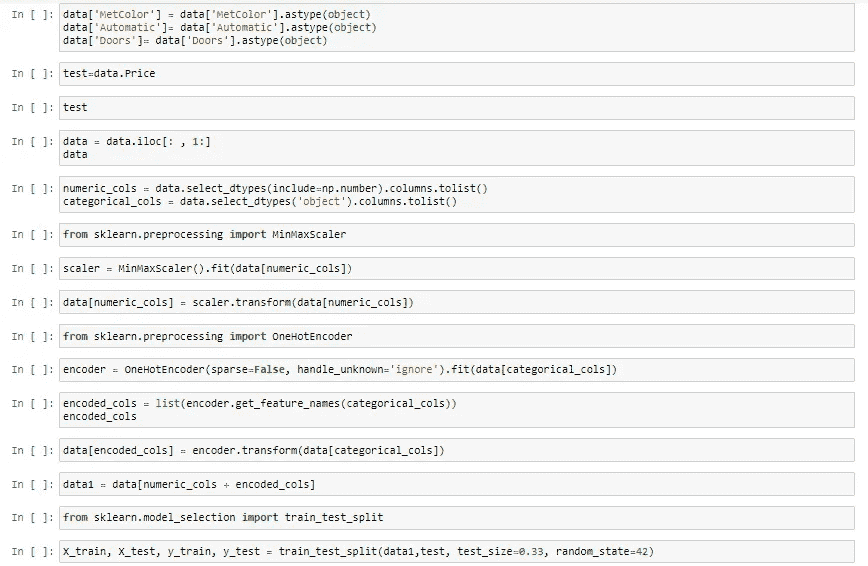 In [ ]: data['MetColor'] = data['MetColor'].astype(object)
data['Automatic']= data['Automatic'].astype(object)
data['Doors']= data['Doors'].astype(object)
In [ ]: test=data.Price
In [ ]: test
In [ ]: data = data.iloc[: , 1:]
data
In [ ]: numeric_cols = data.select_dtypes(include=np.number).columns.tolist()
categorical_cols = data.select_dtypes('object').columns.tolist()
In [ ]: from sklearn.preprocessing import MinMaxScaler
In [ ]: scaler = MinMaxScaler().fit(data[numeric_cols])
In [ ]: data[numeric_cols] = scaler.transform(data[numeric_cols])
In [ ]: from sklearn.preprocessing import OneHotEncoder
In [ ]: encoder = OneHotEncoder(sparse=False, handle_unknown='ignore').fit(data[categorical_cols])
In [ ]: encoded_cols = list(encoder.get_feature_names(categorical_cols))
encoded_cols
In [ ]: data[encoded_cols] = encoder.transform(data[categorical_cols])
In [ ]: data1 = data[numeric_cols + encoded_cols]
In [ ]: from sklearn.model_selection import train_test_split
In [ ]: X_train, X_test, y_train, y_test = train_test_split(data1,test, test_size=0.33, random_state=42)